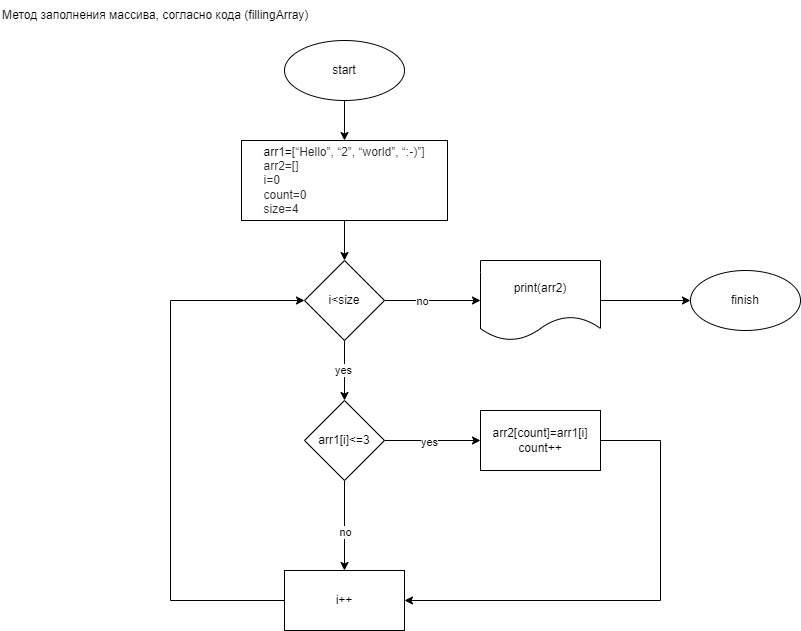 Метод заполнения массива, согласно кода (fillingArray)
start
arr1=[“Hello”, “2”, “world”, “:-)”]
arr2=[]
i=0
count=0
size=4
i<size
no
print(arr2)
finish
yes
arr1[i]<=3
yes
arr2[count]=arr1[i]
count++
no
i++